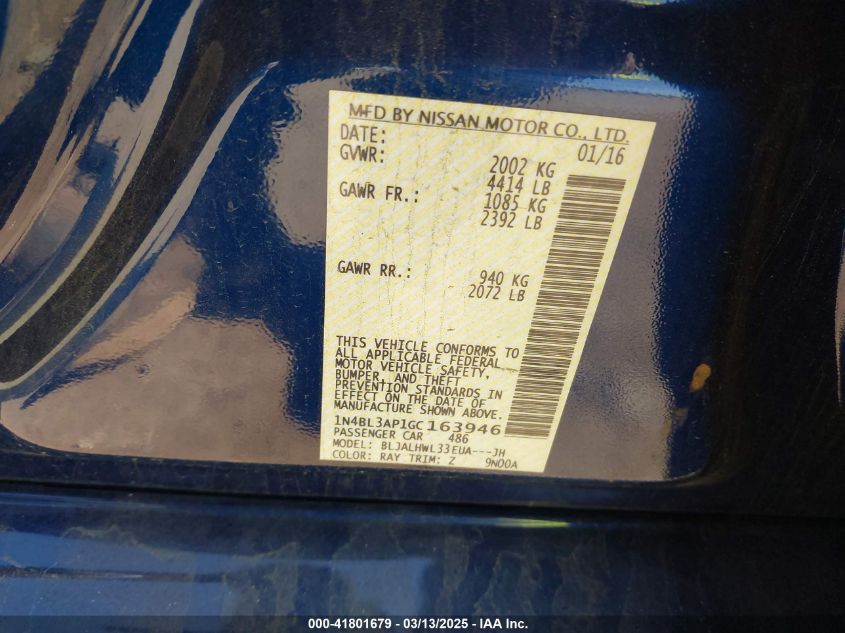 MFD BY NISSAN MOTOR CO., LTD.
DATE: 01/16
GVWR: 2002 KG
4414 LB
GAWR FR.: 1085 KG
2392 LB
GAWR RR.: 940 KG
2072 LB
THIS VEHICLE CONFORMS TO
ALL APPLICABLE FEDERAL
MOTOR VEHICLE SAFETY,
BUMPER, AND THEFT
PREVENTION STANDARDS IN
EFFECT ON THE DATE OF
MANUFACTURE SHOWN ABOVE.
1N4BL3AP1GC163946
PASSENGER CAR 486
MODEL: BLJALHWL33EUA---JH
COLOR: RAY TRIM: Z 9N00A
000-41801679 — 03/13/2025 — IAA Inc.